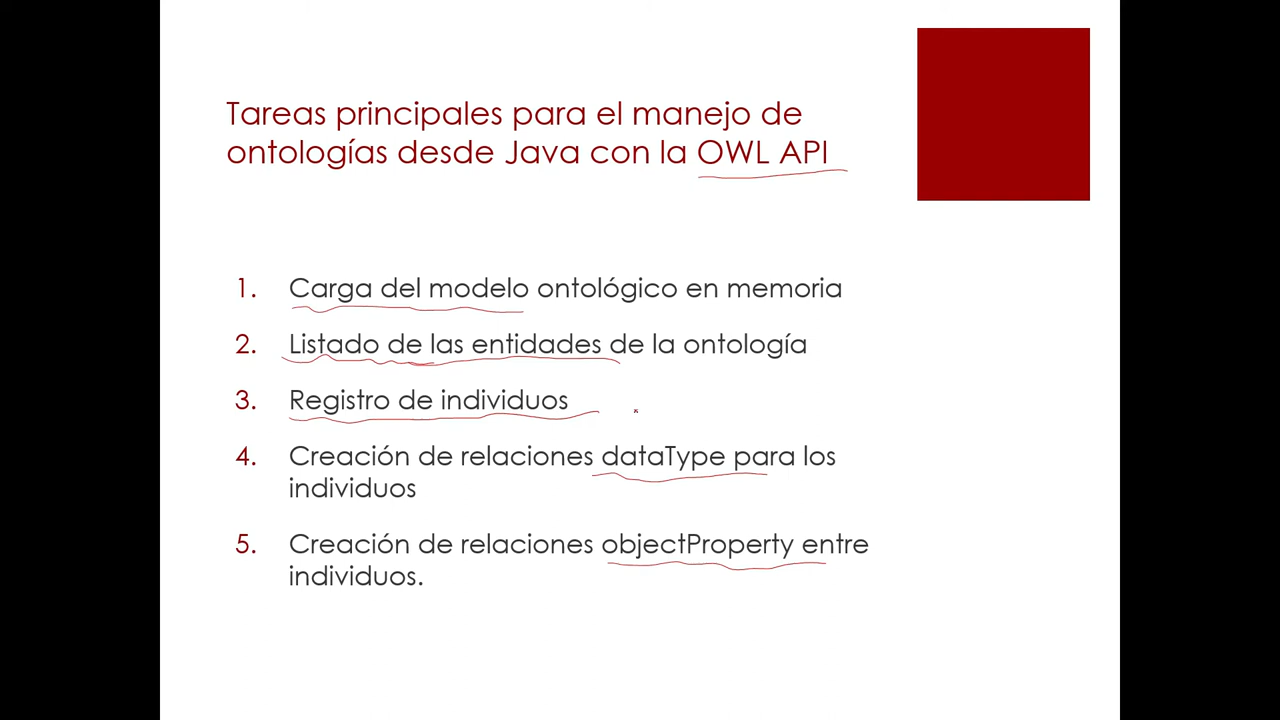 Tareas principales para el manejo de
ontologías desde Java con la OWL API
1. Carga del modelo ontológico en memoria
2. Listado de las entidades de la ontología
3. Registro de individuos
4. Creación de relaciones dataType para los
individuos
5. Creación de relaciones objectProperty entre
individuos.